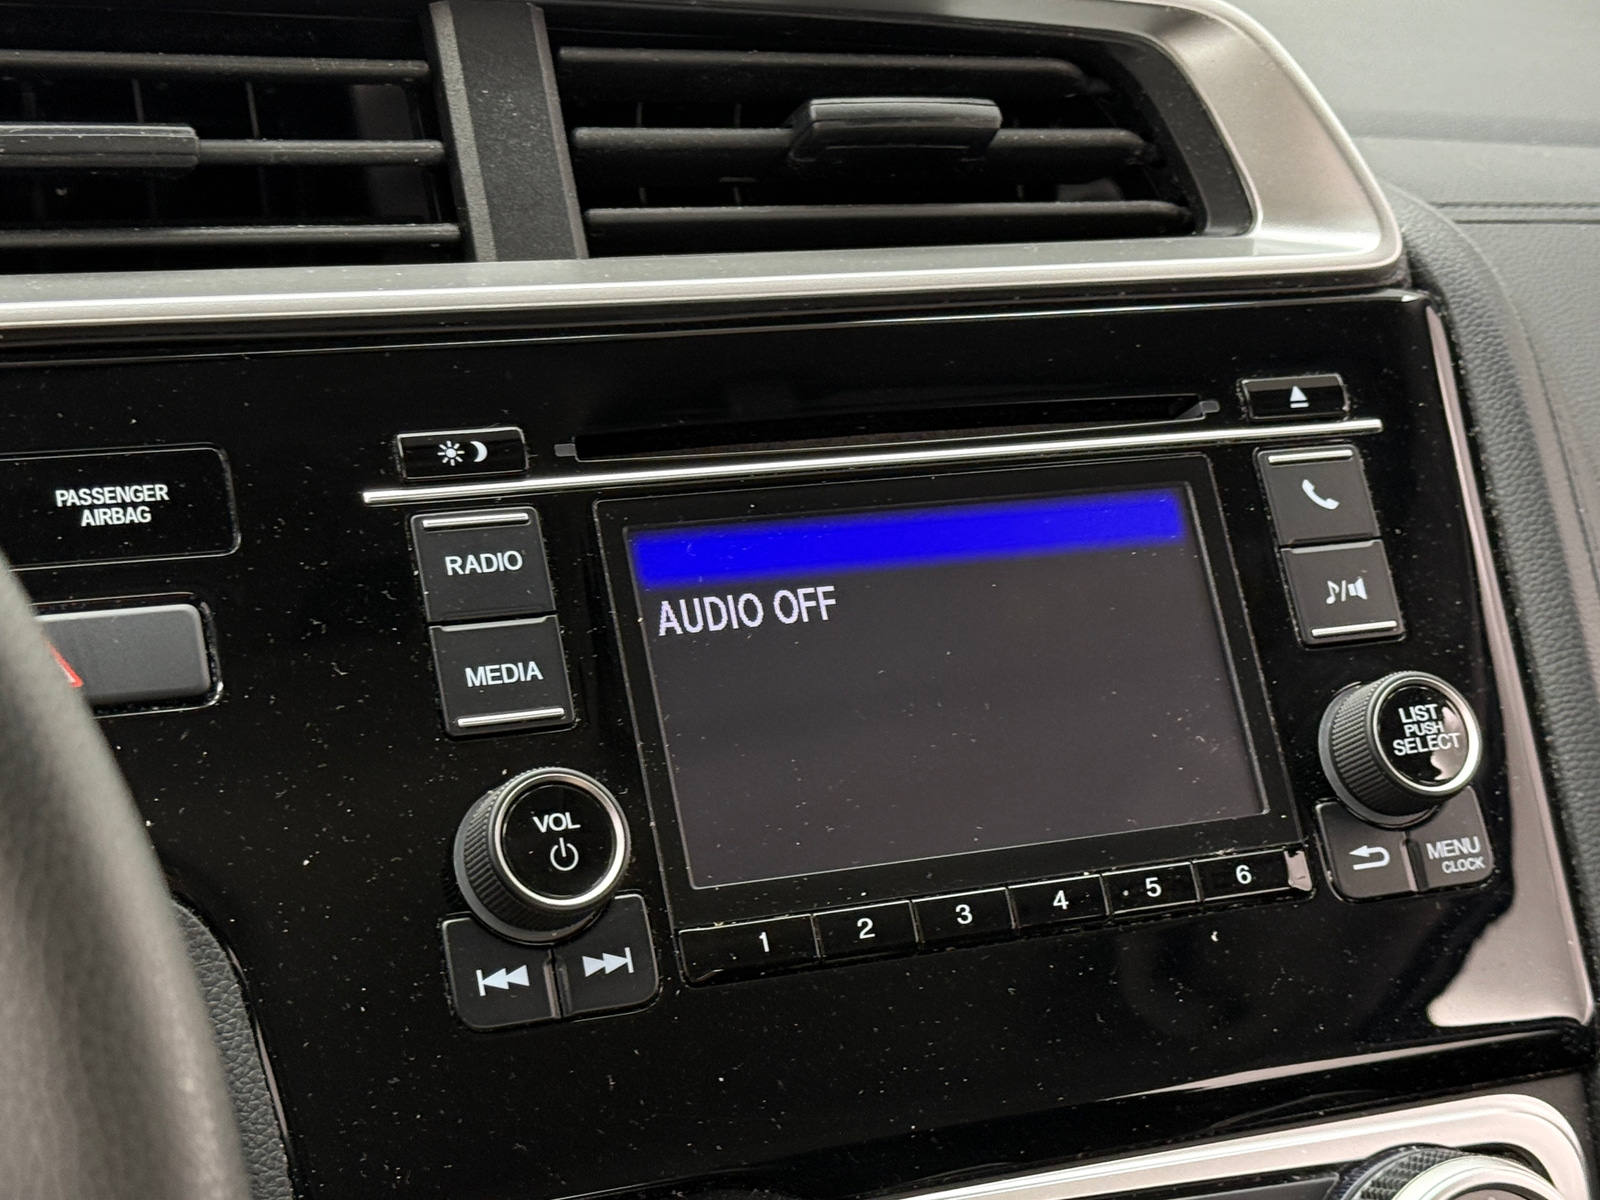 PASSENGER
AIRBAG
RADIO
MEDIA
AUDIO OFF
VOL
LIST
PUSH
SELECT
MENU
CLOCK
1 2 3 4 5 6